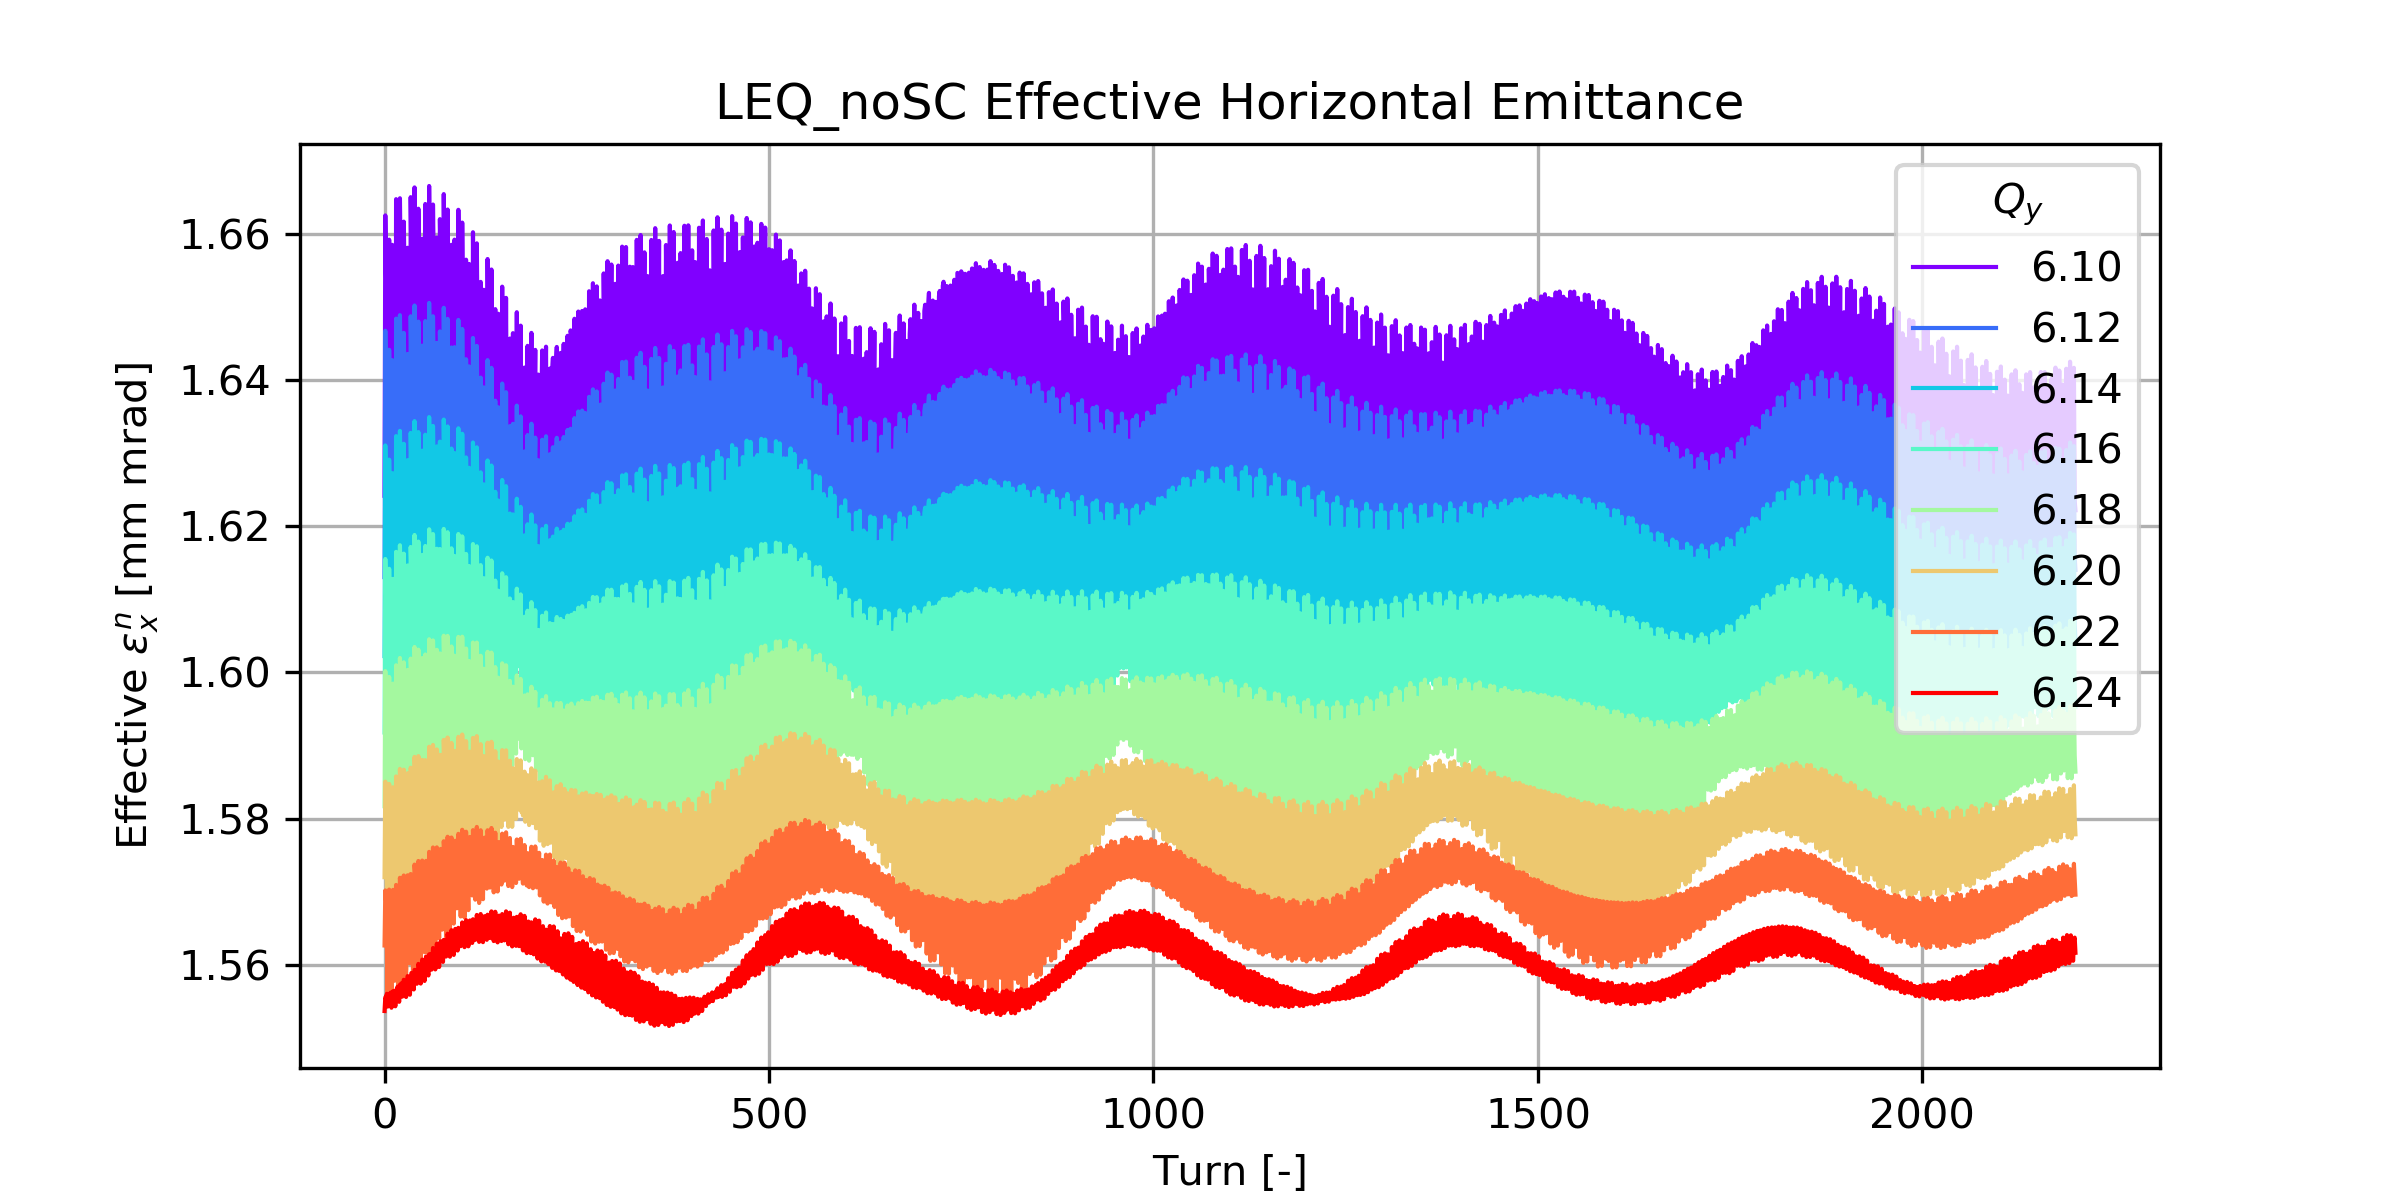 LEQ_noSC Effective Horizontal Emittance
Effective ε_x^n [mm mrad]
1.66
1.64
1.62
1.60
1.58
1.56
0 500 1000 1500 2000
Turn [-]
Q_y
6.10
6.12
6.14
6.16
6.18
6.20
6.22
6.24